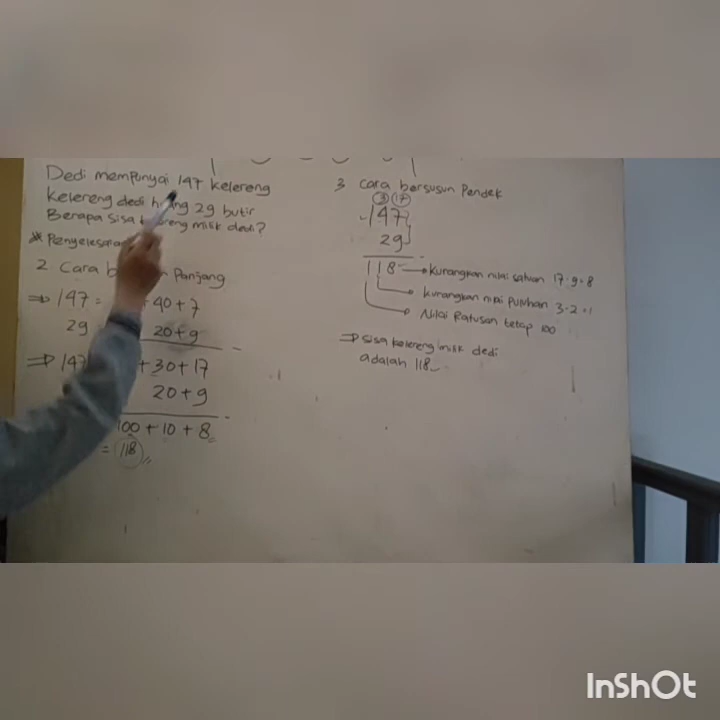 Dedi mempunyai 147 kelereng
Kelereng dedi 29 butir
Berapa sisa milik dedi?
* Penyelesaian
2 Cara Panjang
⇒ 147 = + 40 + 7
29 20 + 9
-
⇒ 147 + 30 + 17
20 + 9
-
100 + 10 + 8
= 118
3 Cara bersusun Pendek
3 17
147
29
118 → Kurangkan nilai satuan 17-9=8
→ Kurangkan nilai Puluhan 3-2=1
→ Nilai Ratusan tetap 100
⇒ sisa kelereng milik dedi
adalah 118
InShOt